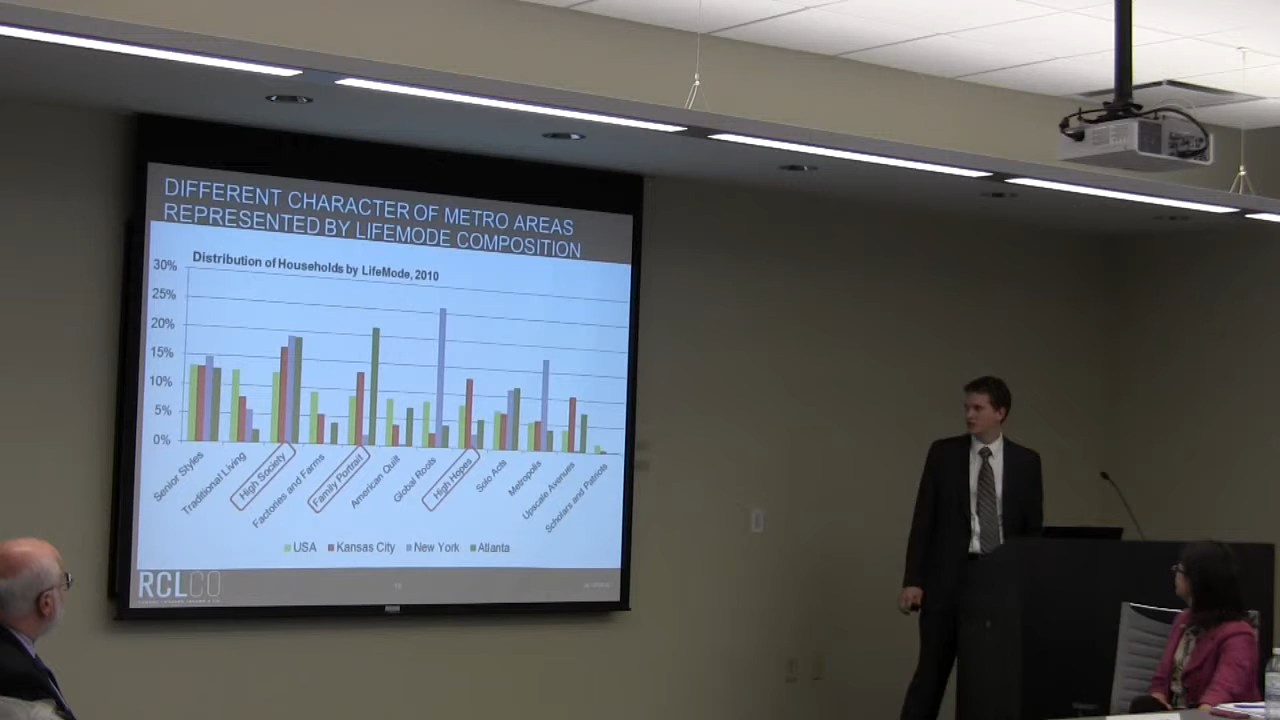 DIFFERENT CHARACTER OF METRO AREAS
REPRESENTED BY LIFEMODE COMPOSITION
Distribution of Households by LifeMode, 2010
30%
25%
20%
15%
10%
5%
0%
Senior Styles
Traditional Living
High Society
Factories and Farms
Family Portrait
American Quilt
Global Roots
High Hopes
Solo Acts
Metropolis
Upscale Avenues
Scholars and Patriots
USA Kansas City New York Atlanta
RCLCO